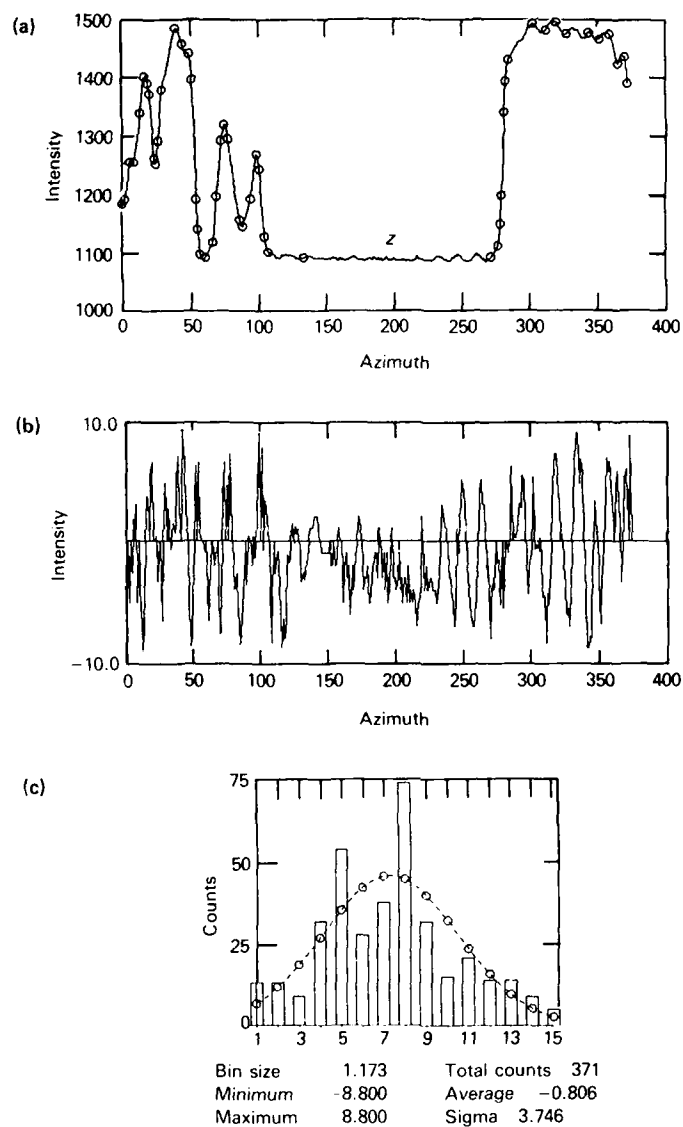 (a)
1500
1400
1300
1200
1100
1000
Intensity
z
0 50 100 150 200 250 300 350 400
Azimuth
(b)
10.0
Intensity
-10.0
0 50 100 150 200 250 300 350 400
Azimuth
(c)
75
50
25
0
Counts
1 3 5 7 9 11 13 15
Bin size 1.173 Total counts 371
Minimum -8.800 Average -0.806
Maximum 8.800 Sigma 3.746